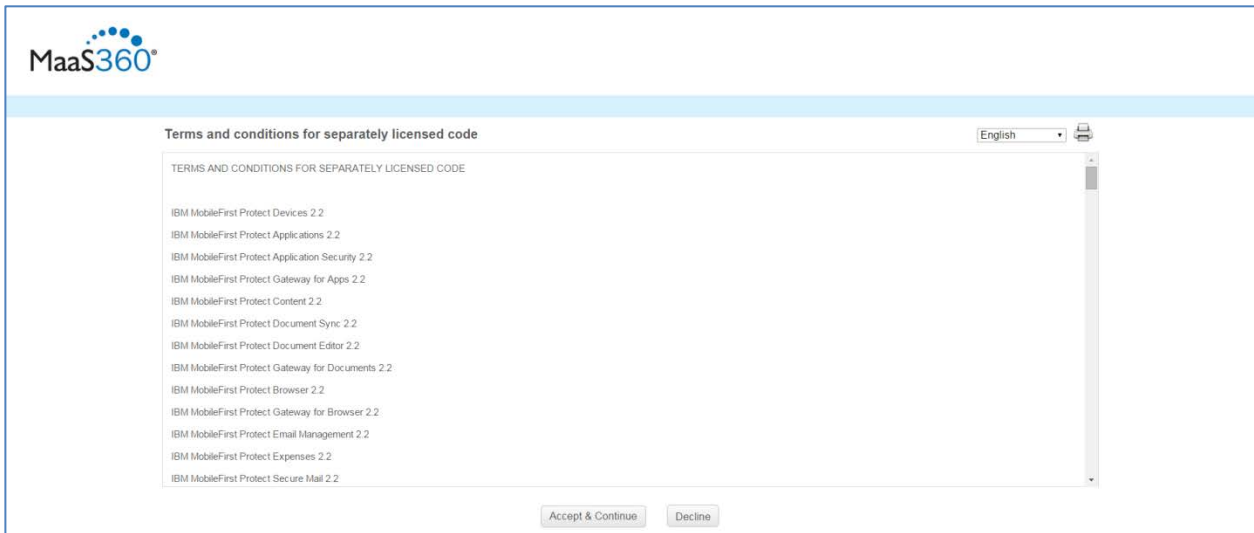 MaaS360®
Terms and conditions for separately licensed code
English
TERMS AND CONDITIONS FOR SEPARATELY LICENSED CODE
IBM MobileFirst Protect Devices 2.2
IBM MobileFirst Protect Applications 2.2
IBM MobileFirst Protect Application Security 2.2
IBM MobileFirst Protect Gateway for Apps 2.2
IBM MobileFirst Protect Content 2.2
IBM MobileFirst Protect Document Sync 2.2
IBM MobileFirst Protect Document Editor 2.2
IBM MobileFirst Protect Gateway for Documents 2.2
IBM MobileFirst Protect Browser 2.2
IBM MobileFirst Protect Gateway for Browser 2.2
IBM MobileFirst Protect Email Management 2.2
IBM MobileFirst Protect Expenses 2.2
IBM MobileFirst Protect Secure Mail 2.2
Accept & Continue Decline